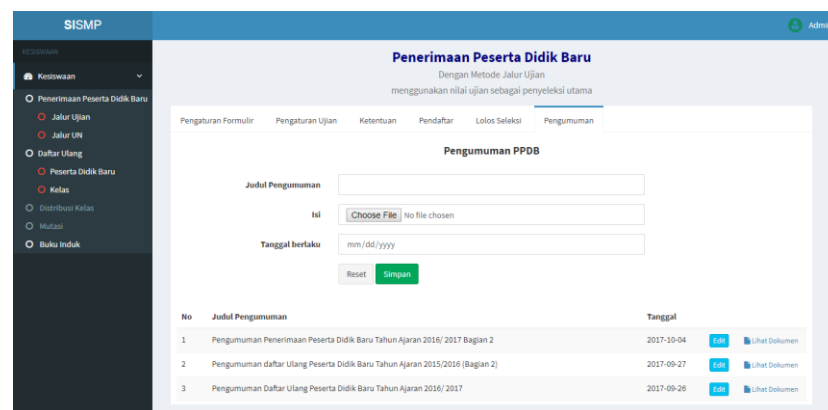 SISMP
Admi
KESISWAAN
Kesiswaan
Penerimaan Peserta Didik Baru
Jalur Ujian
Jalur UN
Daftar Ulang
Peserta Didik Baru
Kelas
Distribusi Kelas
Mutasi
Buku Induk
Penerimaan Peserta Didik Baru
Dengan Metode Jalur Ujian
menggunakan nilai ujian sebagai penyeleksi utama
Pengaturan Formulir Pengaturan Ujian Ketentuan Pendaftar Lolos Seleksi Pengumuman
Pengumuman PPDB
Judul Pengumuman
Isi Choose File No file chosen
Tanggal berlaku mm/dd/yyyy
Reset Simpan
No Judul Pengumuman Tanggal
1 Pengumuman Penerimaan Peserta Didik Baru Tahun Ajaran 2016/ 2017 Bagian 2 2017-10-04 Edit Lihat Dokumen
2 Pengumuman daftar Ulang Peserta Didik Baru Tahun Ajaran 2015/2016 (Bagian 2) 2017-09-27 Edit Lihat Dokumen
3 Pengumuman Daftar Ulang Peserta Didik Baru Tahun Ajaran 2016/ 2017 2017-09-26 Edit Lihat Dokumen